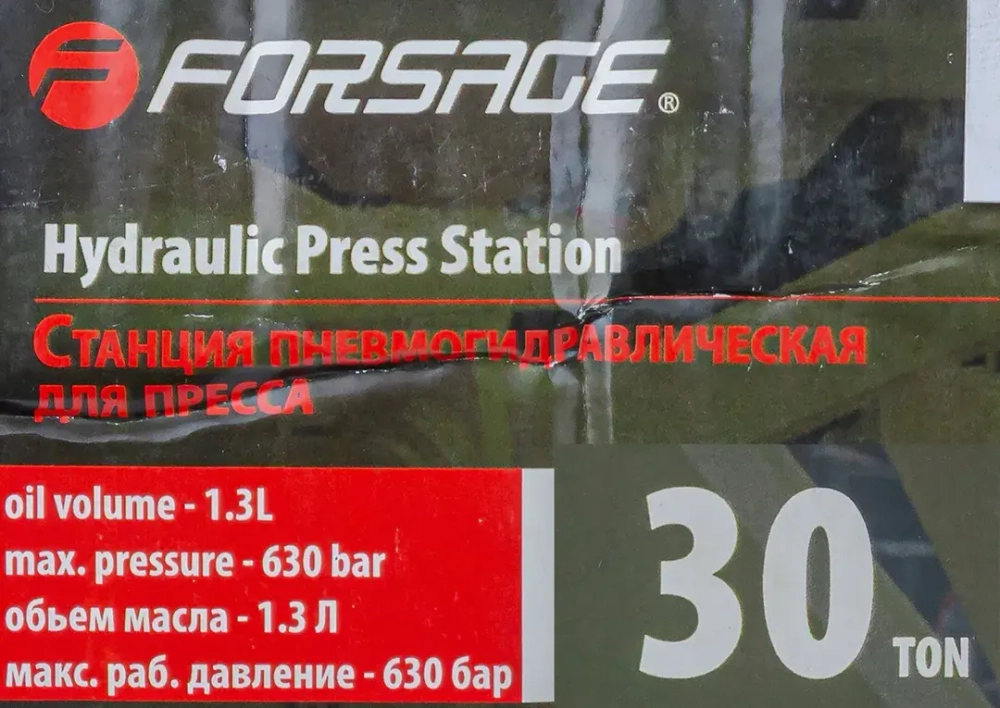 FORSAGE®
Hydraulic Press Station
СТАНЦИЯ ПНЕВМОГИДРАВЛИЧЕСКАЯ
ДЛЯ ПРЕССА
oil volume - 1.3L
max. pressure - 630 bar
обьем масла - 1.3 Л
макс. раб. давление - 630 бар
30 TON